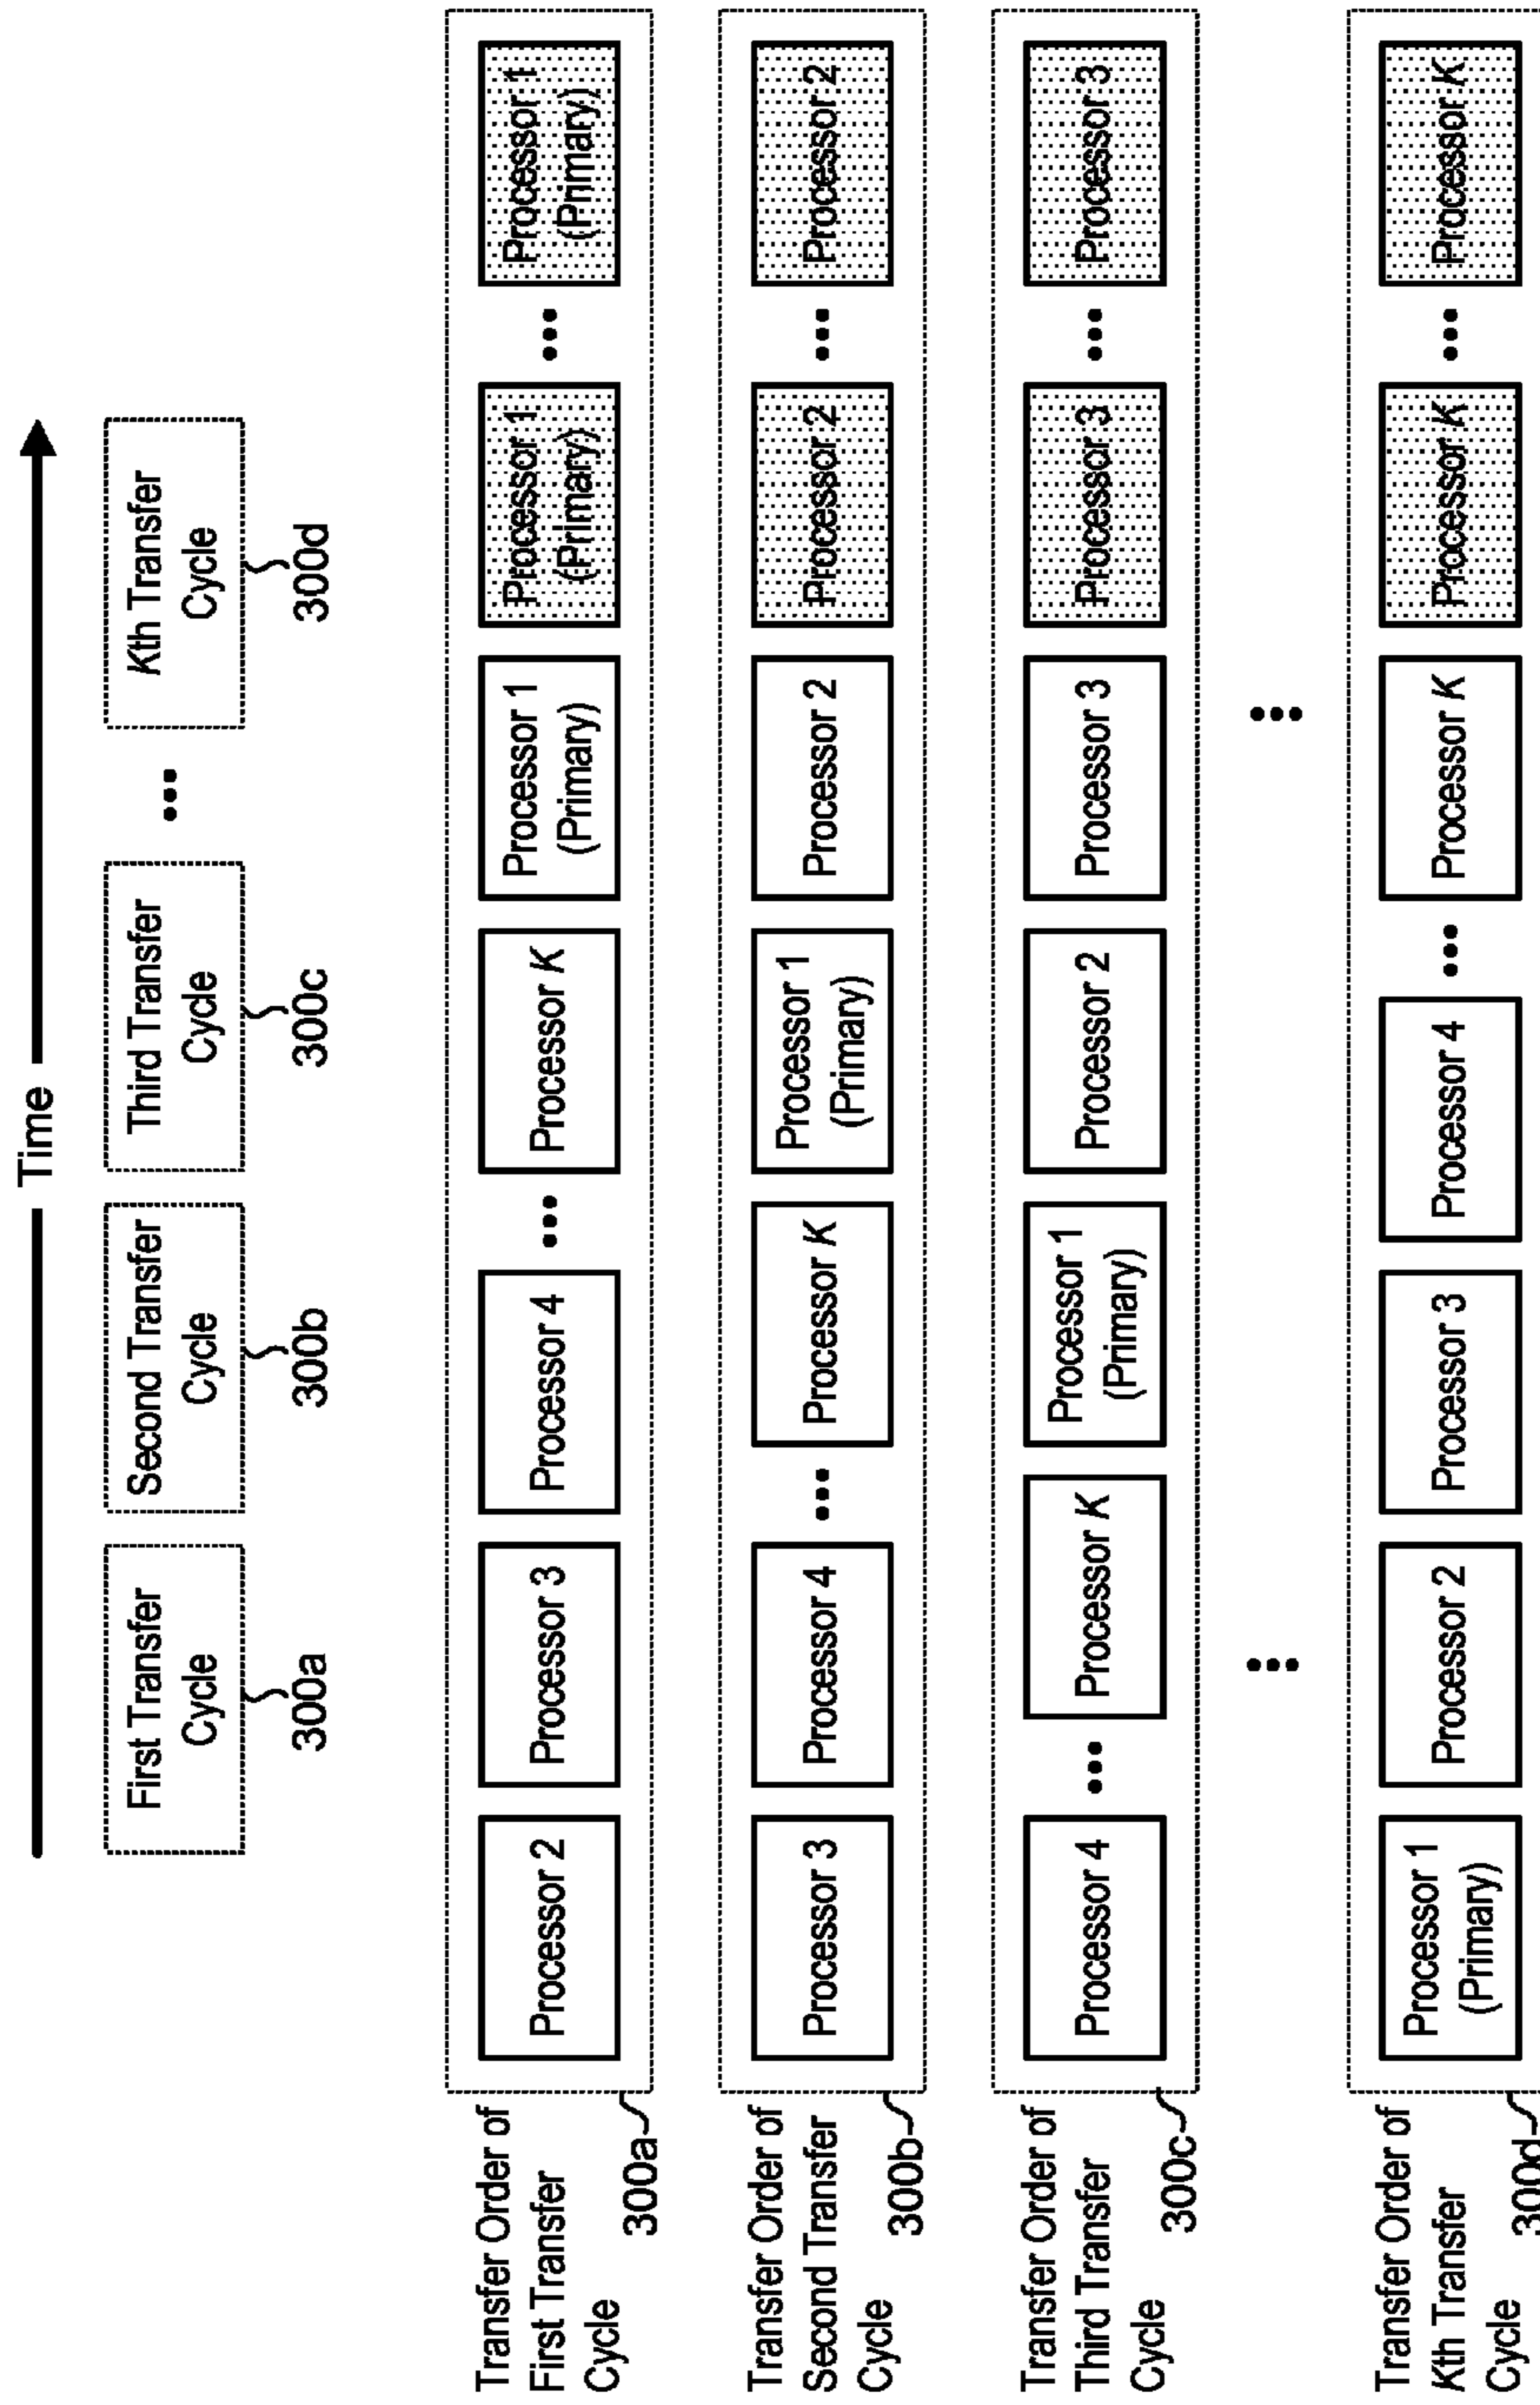 Time
First Transfer
Cycle
300a
Second Transfer
Cycle
300b
Third Transfer
Cycle
300c
•••
Kth Transfer
Cycle
300d
Transfer Order of
First Transfer
Cycle
300a
Processor 2
Processor 3
Processor 4
•••
Processor K
Processor 1
(Primary)
Processor 1
(Primary)
•••
Processor 1
(Primary)
Transfer Order of
Second Transfer
Cycle
300b
Processor 3
Processor 4
•••
Processor K
Processor 1
(Primary)
Processor 2
Processor 2
•••
Processor 2
Transfer Order of
Third Transfer
Cycle
300c
Processor 4
•••
Processor K
Processor 1
(Primary)
Processor 2
Processor 3
Processor 3
•••
Processor 3
•••
•••
Transfer Order of
Kth Transfer
Cycle
300d
Processor 1
(Primary)
Processor 2
Processor 3
Processor 4
•••
Processor K
Processor K
•••
Processor K